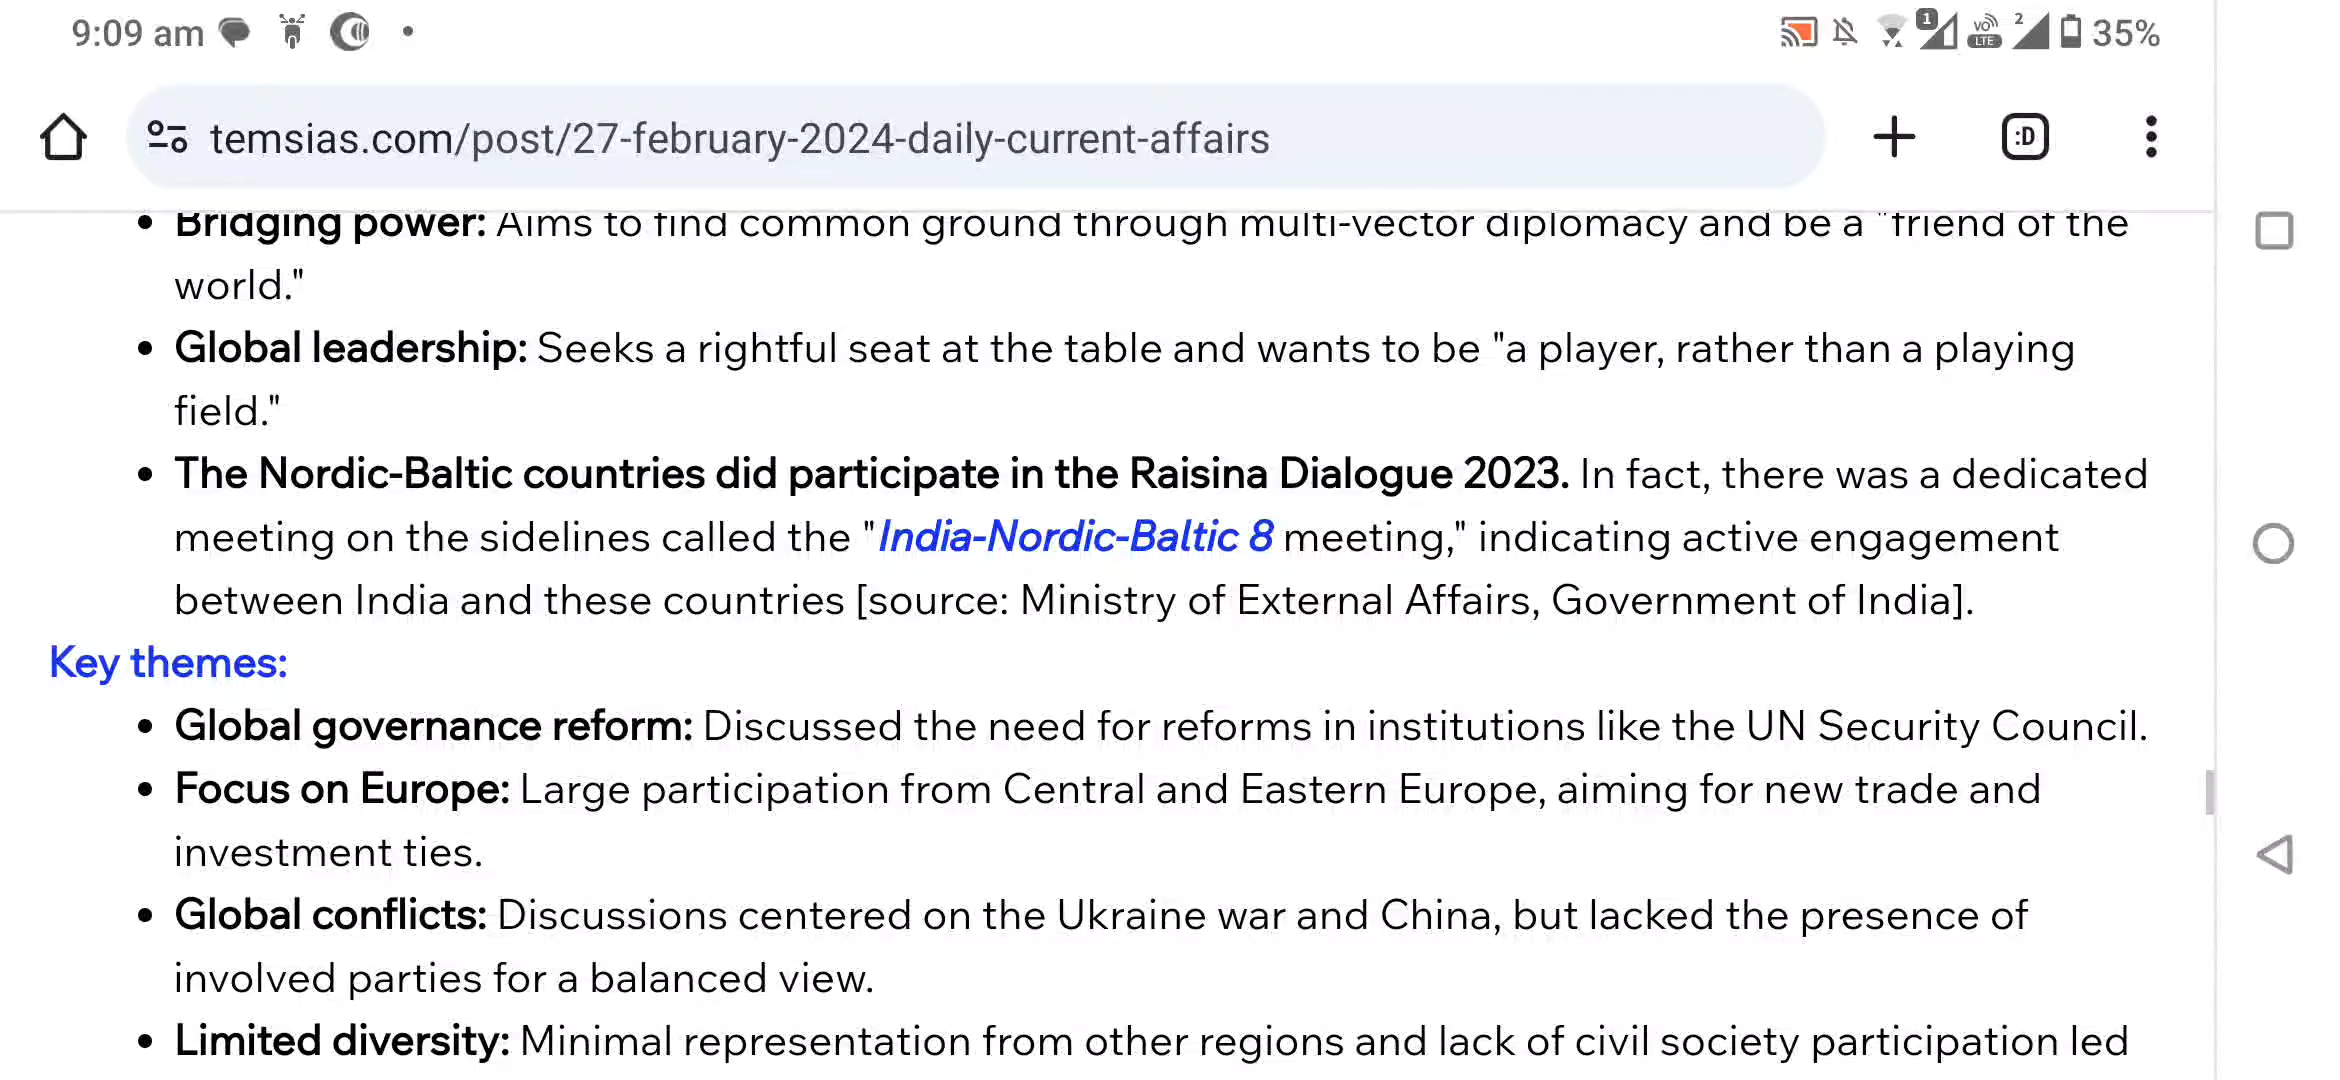 9:09 am
1 VO LTE 2 35%
temsias.com/post/27-february-2024-daily-current-affairs
:D
• Bridging power: Aims to find common ground through multi-vector diplomacy and be a "friend of the
world."
• Global leadership: Seeks a rightful seat at the table and wants to be "a player, rather than a playing
field."
• The Nordic-Baltic countries did participate in the Raisina Dialogue 2023. In fact, there was a dedicated
meeting on the sidelines called the "India-Nordic-Baltic 8 meeting," indicating active engagement
between India and these countries [source: Ministry of External Affairs, Government of India].
Key themes:
• Global governance reform: Discussed the need for reforms in institutions like the UN Security Council.
• Focus on Europe: Large participation from Central and Eastern Europe, aiming for new trade and
investment ties.
• Global conflicts: Discussions centered on the Ukraine war and China, but lacked the presence of
involved parties for a balanced view.
• Limited diversity: Minimal representation from other regions and lack of civil society participation led